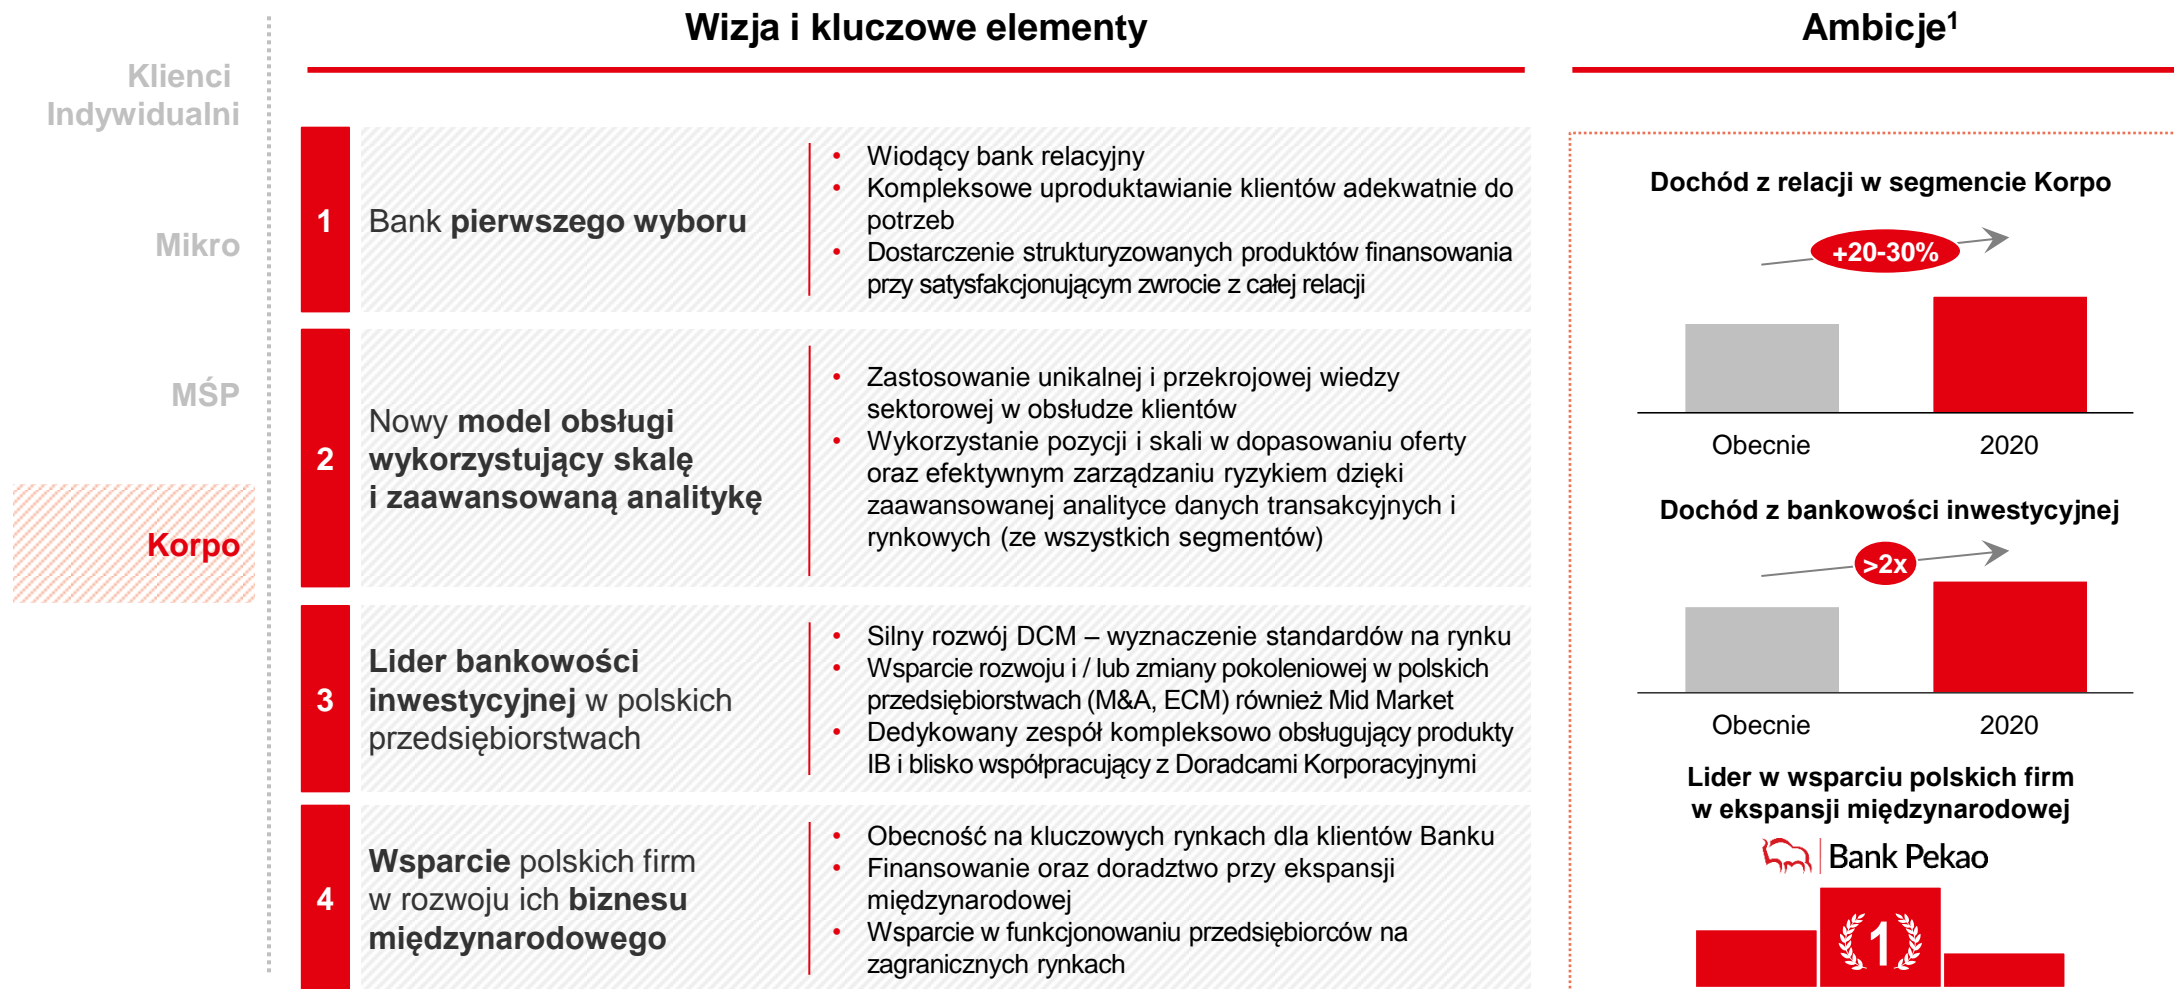 Wizja i kluczowe elementy
Ambicje¹
Klienci
Indywidualni
Mikro
MŚP
Korpo
1
Bank pierwszego wyboru
• Wiodący bank relacyjny
• Kompleksowe uproduktawianie klientów adekwatnie do
potrzeb
• Dostarczenie strukturyzowanych produktów finansowania
przy satysfakcjonującym zwrocie z całej relacji
2
Nowy model obsługi
wykorzystujący skalę
i zaawansowaną analitykę
• Zastosowanie unikalnej i przekrojowej wiedzy
sektorowej w obsłudze klientów
• Wykorzystanie pozycji i skali w dopasowaniu oferty
oraz efektywnym zarządzaniu ryzykiem dzięki
zaawansowanej analityce danych transakcyjnych i
rynkowych (ze wszystkich segmentów)
3
Lider bankowości
inwestycyjnej w polskich
przedsiębiorstwach
• Silny rozwój DCM – wyznaczenie standardów na rynku
• Wsparcie rozwoju i / lub zmiany pokoleniowej w polskich
przedsiębiorstwach (M&A, ECM) również Mid Market
• Dedykowany zespół kompleksowo obsługujący produkty
IB i blisko współpracujący z Doradcami Korporacyjnymi
4
Wsparcie polskich firm
w rozwoju ich biznesu
międzynarodowego
• Obecność na kluczowych rynkach dla klientów Banku
• Finansowanie oraz doradztwo przy ekspansji
międzynarodowej
• Wsparcie w funkcjonowaniu przedsiębiorców na
zagranicznych rynkach
Dochód z relacji w segmencie Korpo
+20-30%
Obecnie
2020
Dochód z bankowości inwestycyjnej
>2x
Obecnie
2020
Lider w wsparciu polskich firm
w ekspansji międzynarodowej
Bank Pekao
1